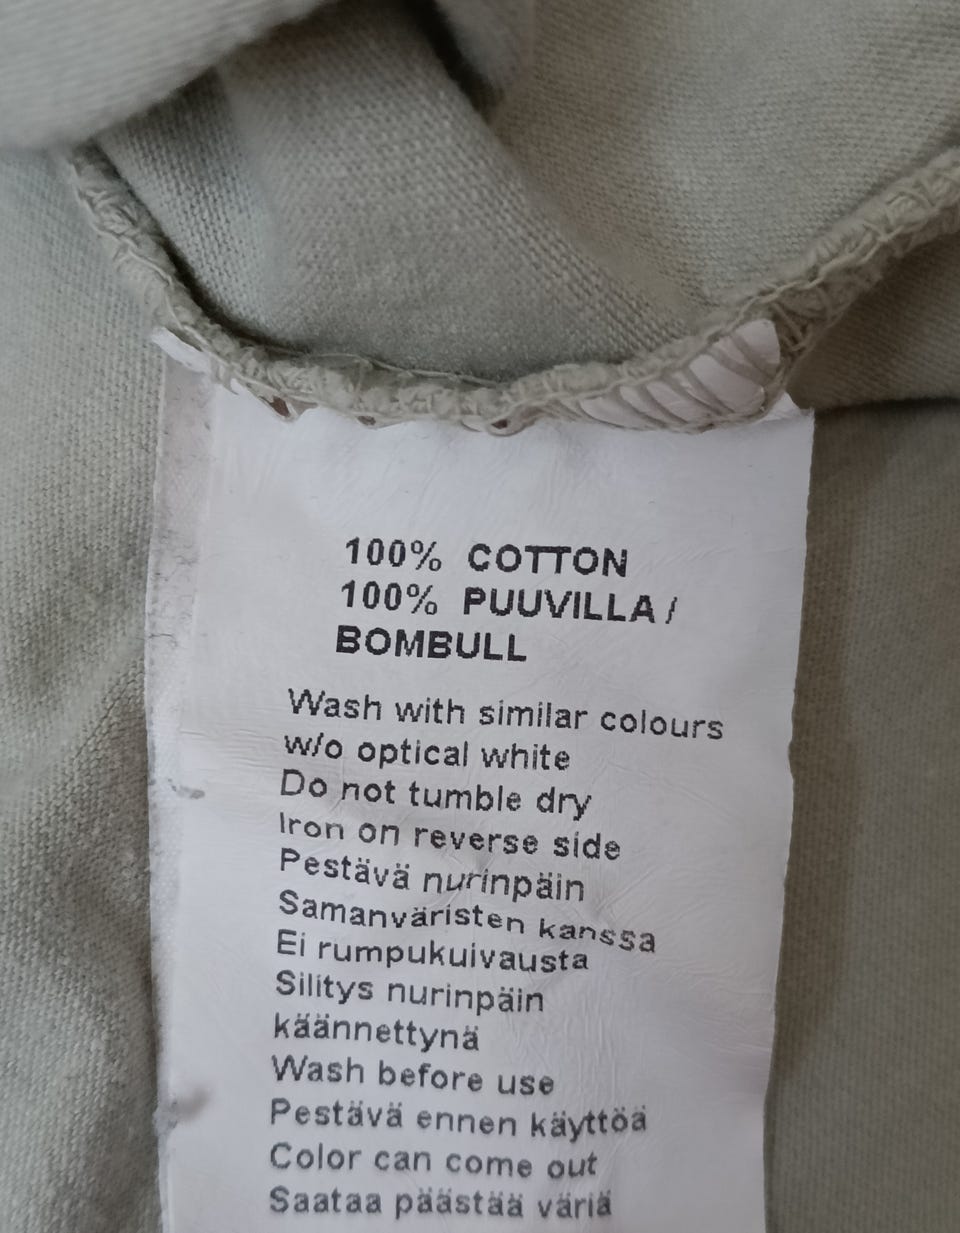 100% COTTON
100% PUUVILLA /
BOMBULL
Wash with similar colours
w/o optical white
Do not tumble dry
Iron on reverse side
Pestävä nurinpäin
Samanväristen kanssa
Ei rumpukuivausta
Silitys nurinpäin
käännettynä
Wash before use
Pestävä ennen käyttöä
Color can come out
Saataa päästää väriä